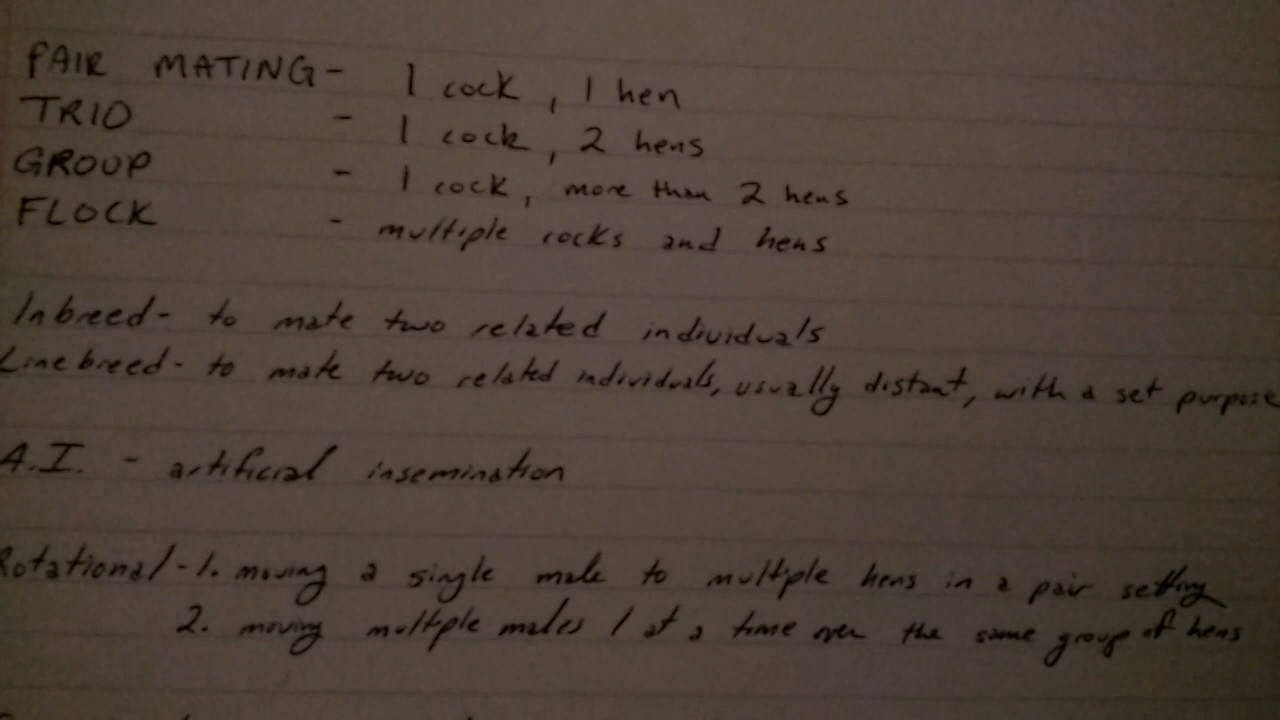 PAIR MATING - 1 cock, 1 hen
TRIO - 1 cock, 2 hens
GROUP - 1 cock, more than 2 hens
FLOCK - multiple cocks and hens
Inbreed - to mate two related individuals
Linebreed - to mate two related individuals, usually distant, with a set purpose
A.I. - artificial insemination
Rotational - 1. moving a single male to multiple hens in a pair setting
2. moving multple males 1 at a time over the same group of hens